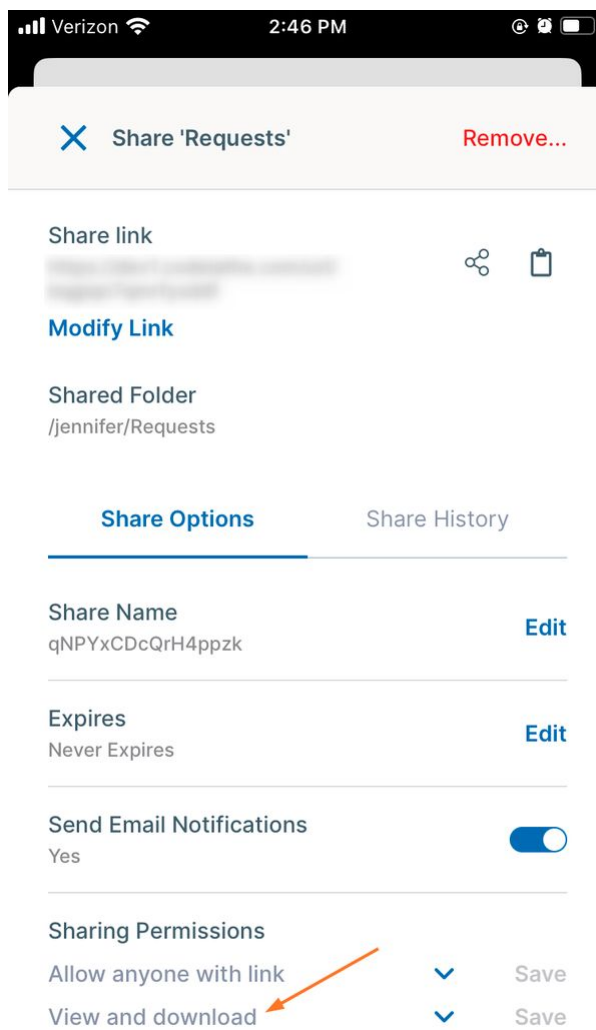 Verizon 2:46 PM
Share 'Requests' Remove...
Share link
Modify Link
Shared Folder
/jennifer/Requests
Share Options Share History
Share Name
qNPYxCDcQrH4ppzk Edit
Expires
Never Expires Edit
Send Email Notifications
Yes
Sharing Permissions
Allow anyone with link Save
View and download Save